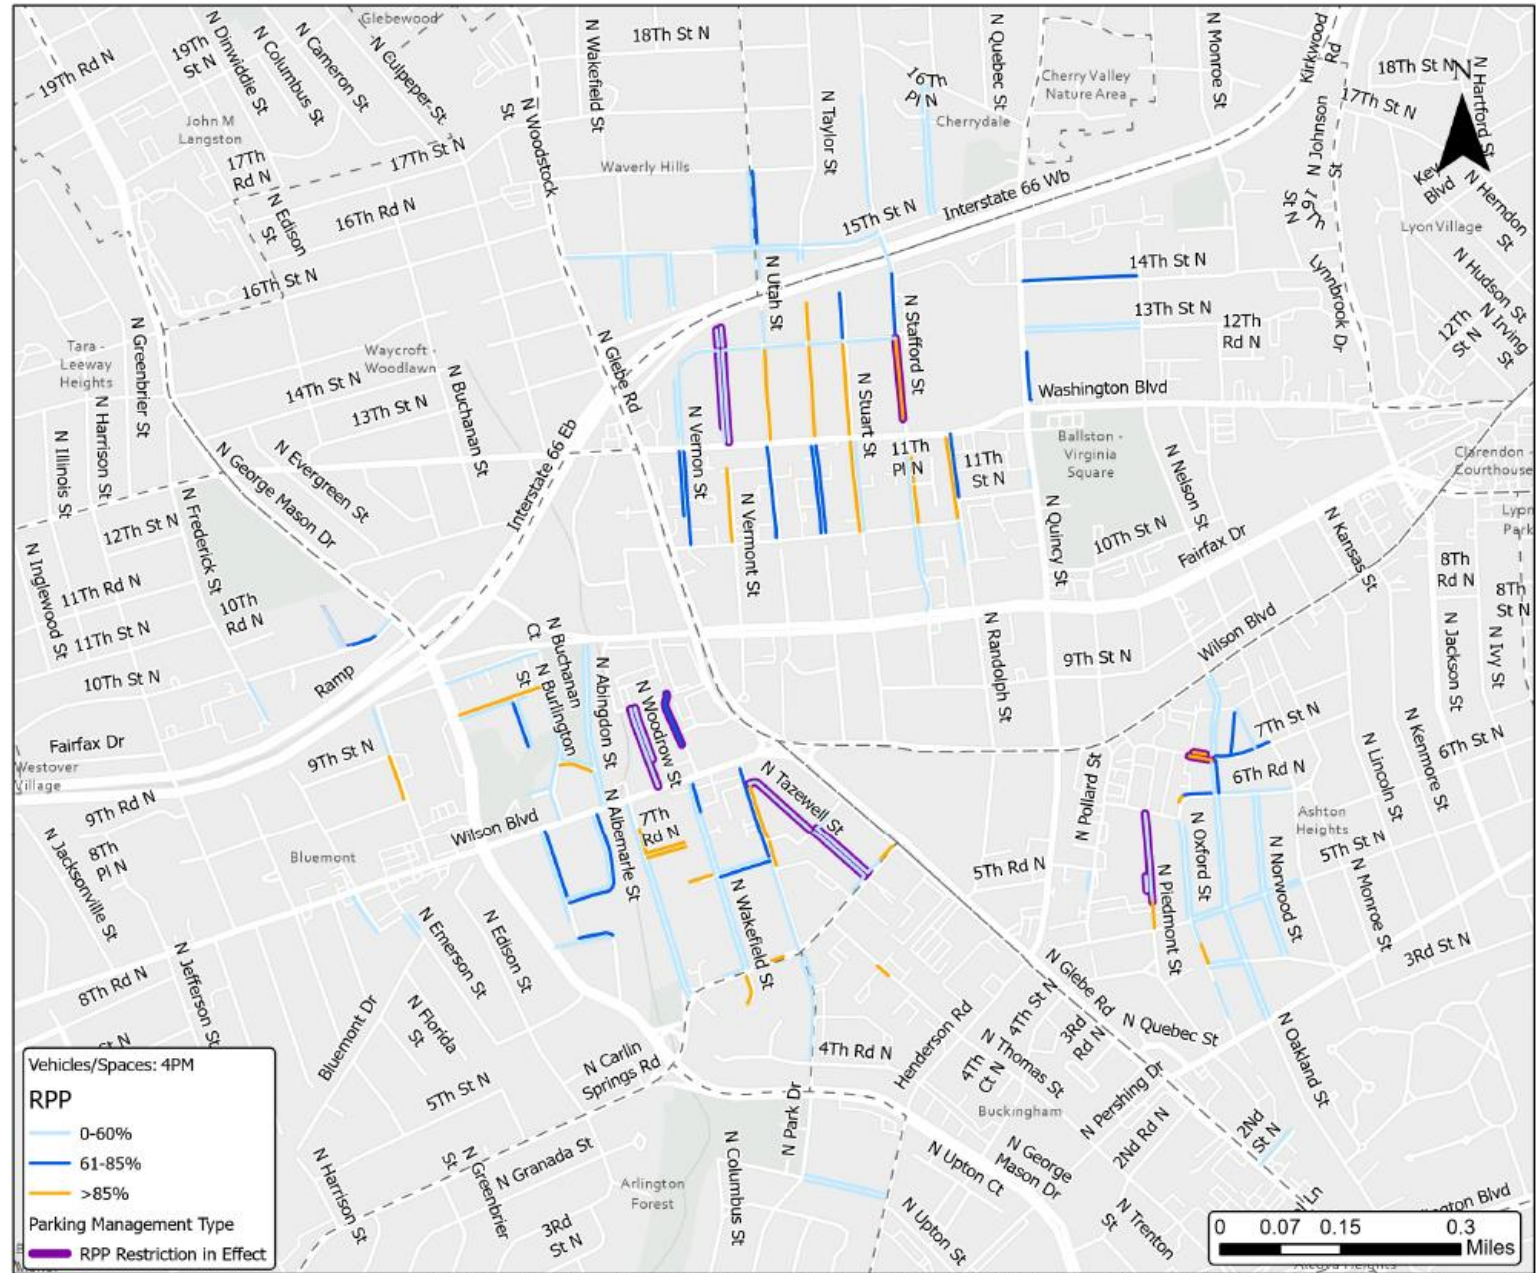 Glebewood
18Th St N
19Th Rd N
19Th
St N
N Dinwiddie St
N Columbus St
N Cameron St
N Culpeper St
N Woodstock
St
N Wakefield St
N Taylor St
16Th
Pl N
N Quebec St
Cherry Valley
Nature Area
Cherrydale
N Monroe St
Kirkwood
Rd
18Th St N
N
N Hartford St
17Th St N
N Johnson
St
John M
Langston
17Th
Rd N
17Th St N
Waverly Hills
N Edison
St
16Th Rd N
15Th St N
Interstate 66 Wb
16Th
St N
Key
Blvd
N Herndon
St
Lyon Village
16Th St N
N Utah St
14Th St N
13Th St N
12Th
Rd N
Lynnbrook Dr
N Hudson St
N Irving
St
12Th
St N
N Greenbrier St
Tara -
Leeway
Heights
Waycroft -
Woodlawn
N Glebe Rd
N Stafford St
14Th St N
13Th St N
N Buchanan St
N Stuart St
Washington Blvd
N Harrison St
N Illinois St
N George Mason Dr
N Evergreen St
Interstate 66 Eb
N Vernon St
11Th
Pl N
11Th
St N
Ballston -
Virginia
Square
N Nelson St
Clarendon -
Courthouse
12Th St N
N Frederick St
N Vermont St
N Quincy St
10Th St N
Fairfax Dr
N Kansas St
Lyon
Park
N Inglewood St
11Th Rd N
10Th
Rd N
11Th St N
8Th
Rd N
8Th
St N
10Th St N
Ramp
N Buchanan
Ct
N Burlington
St
N Abingdon St
N Woodrow St
N Randolph St
9Th St N
Wilson Blvd
N Jackson St
N Ivy St
Fairfax Dr
Westover
Village
9Th St N
7Th St N
6Th Rd N
N Lincoln St
N Kenmore St
6Th St N
9Th Rd N
8Th
Pl N
N Jacksonville St
Bluemont
Wilson Blvd
N Albemarle St
7Th
Rd N
N Tazewell St
N Pollard St
5Th Rd N
N Oxford St
Ashton
Heights
5Th St N
N Norwood St
N Monroe St
N Piedmont St
3Rd St N
8Th Rd N
N Jefferson St
N Emerson St
N Edison St
N Wakefield St
N Glebe Rd
St N
Bluemont Dr
N Florida
St
N Carlin
Springs Rd
4Th Rd N
Henderson Rd
4Th St N
3Rd
Rd N
N Quebec St
N Thomas St
4Th
Ct N
N Oakland St
5Th St N
N Park Dr
Buckingham
N Pershing Dr
2Nd Rd N
2Nd
St N
N Harrison St
N Greenbrier
St
N Granada St
3Rd
St N
Arlington
Forest
N Columbus St
N Upton Ct
N Upton St
N George
Mason Dr
N Trenton
St
Vehicles/Spaces: 4PM
RPP
0-60%
61-85%
>85%
Parking Management Type
RPP Restriction in Effect
0 0.07 0.15 0.3
Miles